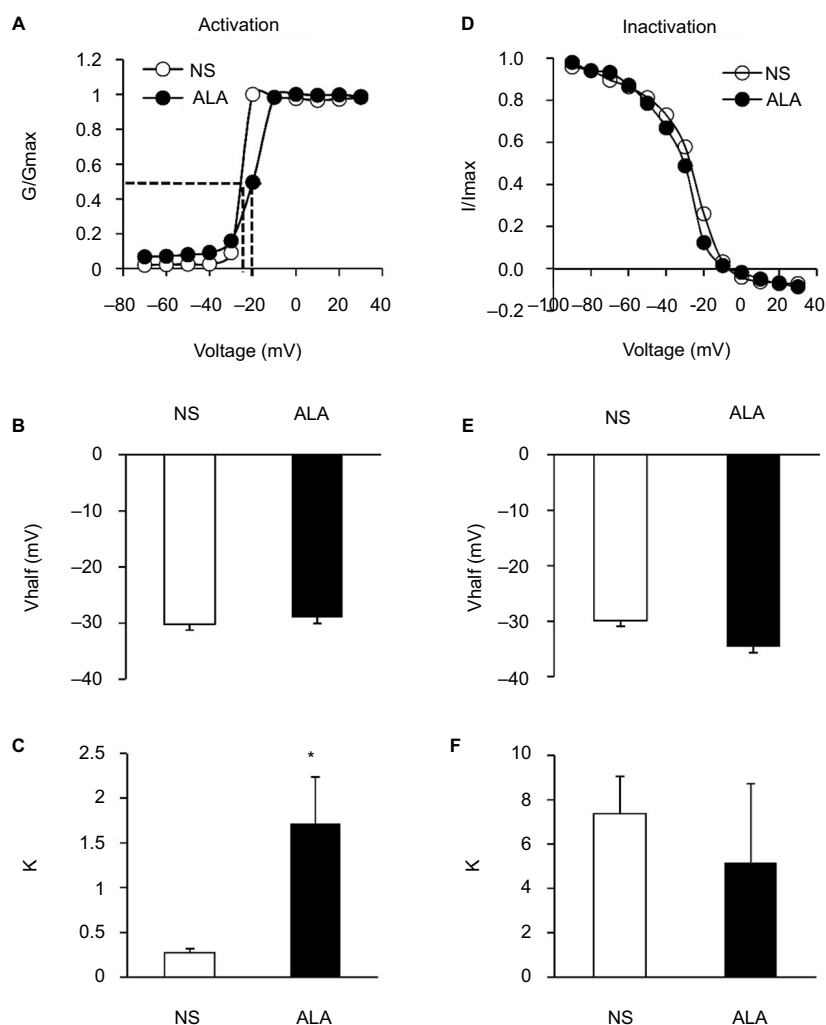 A
Activation
1.2
1
0.8
0.6
0.4
0.2
0
G/Gmax
NS
ALA
–80 –60 –40 –20 0 20 40
Voltage (mV)
D
Inactivation
1.0
0.8
0.6
0.4
0.2
0.0
–0.2
I/Imax
NS
ALA
–100 –80 –60 -40 -20 0 20 40
Voltage (mV)
B
NS ALA
0
–10
–20
–30
–40
Vhalf (mV)
E
NS ALA
0
–10
–20
–30
–40
Vhalf (mV)
C
2.5
2
1.5
1
0.5
0
K
*
NS ALA
F
10
8
6
4
2
0
K
NS ALA